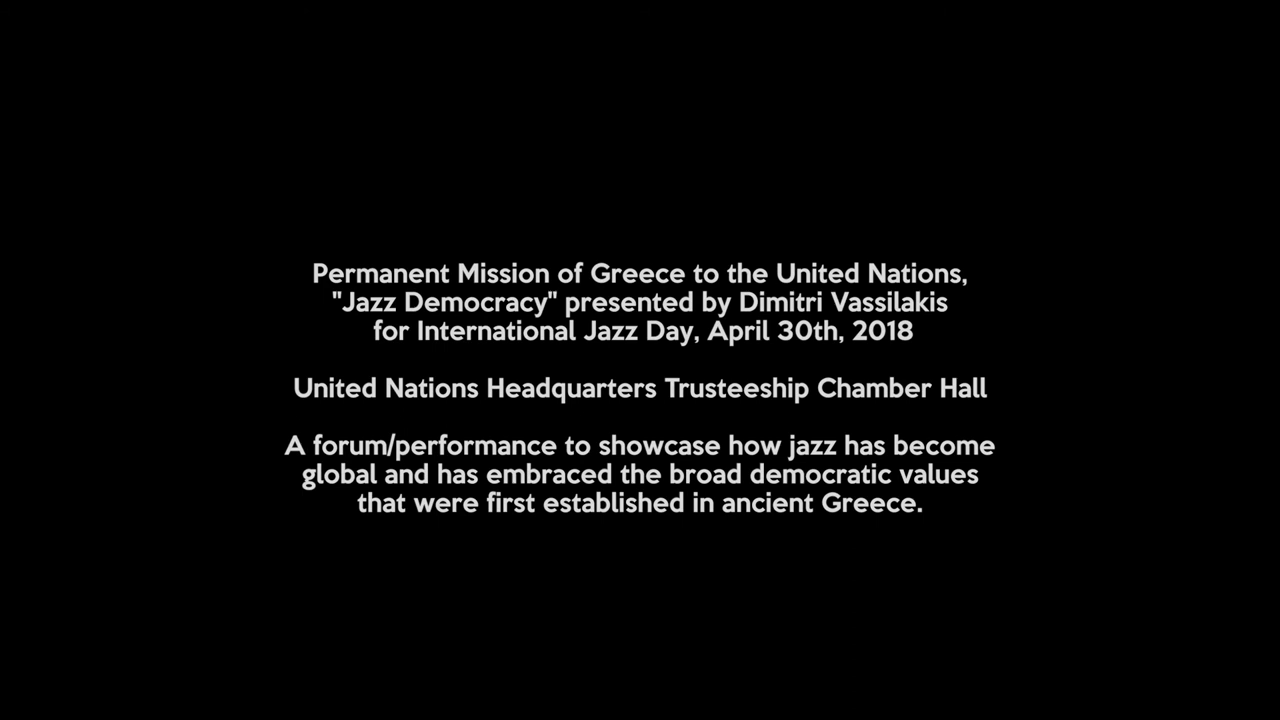 Permanent Mission of Greece to the United Nations,
"Jazz Democracy" presented by Dimitri Vassilakis
for International Jazz Day, April 30th, 2018
United Nations Headquarters Trusteeship Chamber Hall
A forum/performance to showcase how jazz has become
global and has embraced the broad democratic values
that were first established in ancient Greece.